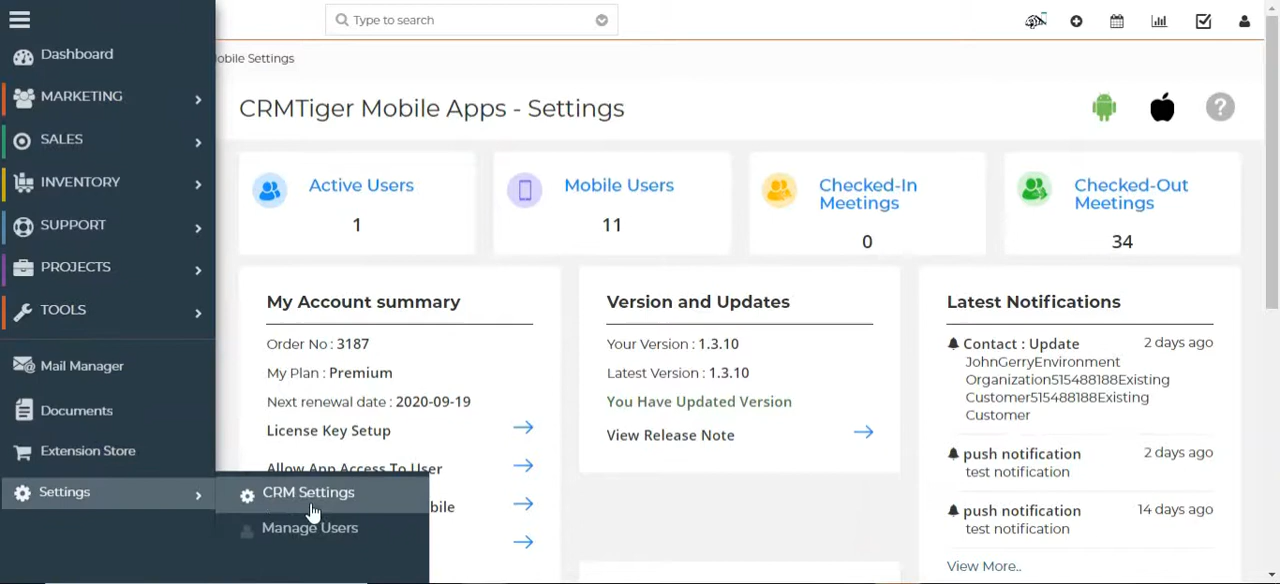 Type to search
Dashboard
MARKETING
SALES
INVENTORY
SUPPORT
PROJECTS
TOOLS
Mail Manager
Documents
Extension Store
Settings
CRM Settings
Manage Users
obile Settings
CRMTiger Mobile Apps - Settings
?
Active Users
1
Mobile Users
11
Checked-In
Meetings
0
Checked-Out
Meetings
34
My Account summary
Order No : 3187
My Plan : Premium
Next renewal date : 2020-09-19
License Key Setup
Allow App Access To User
bile
Version and Updates
Your Version : 1.3.10
Latest Version : 1.3.10
You Have Updated Version
View Release Note
Latest Notifications
Contact : Update 2 days ago
JohnGerryEnvironment
Organization515488188Existing
Customer515488188Existing
Customer
push notification 2 days ago
test notification
push notification 14 days ago
test notification
View More..